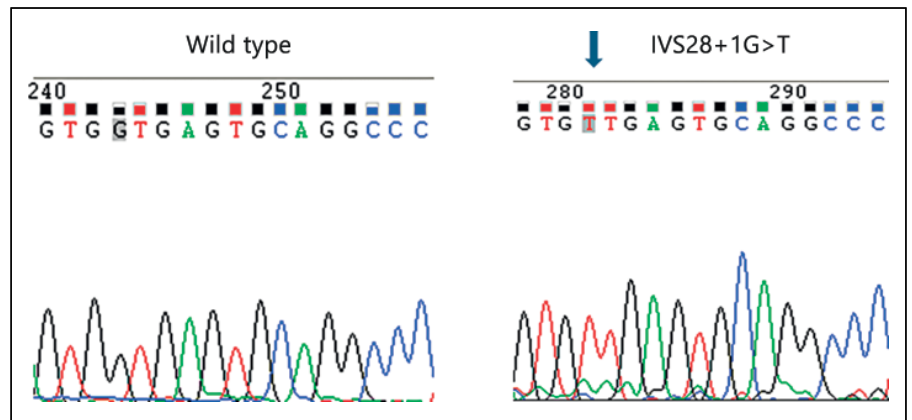 Wild type
240 250
G T G G T G A G T G C A G G C C C
IVS28+1G>T
280 290
G T G T T G A G T G C A G G C C C